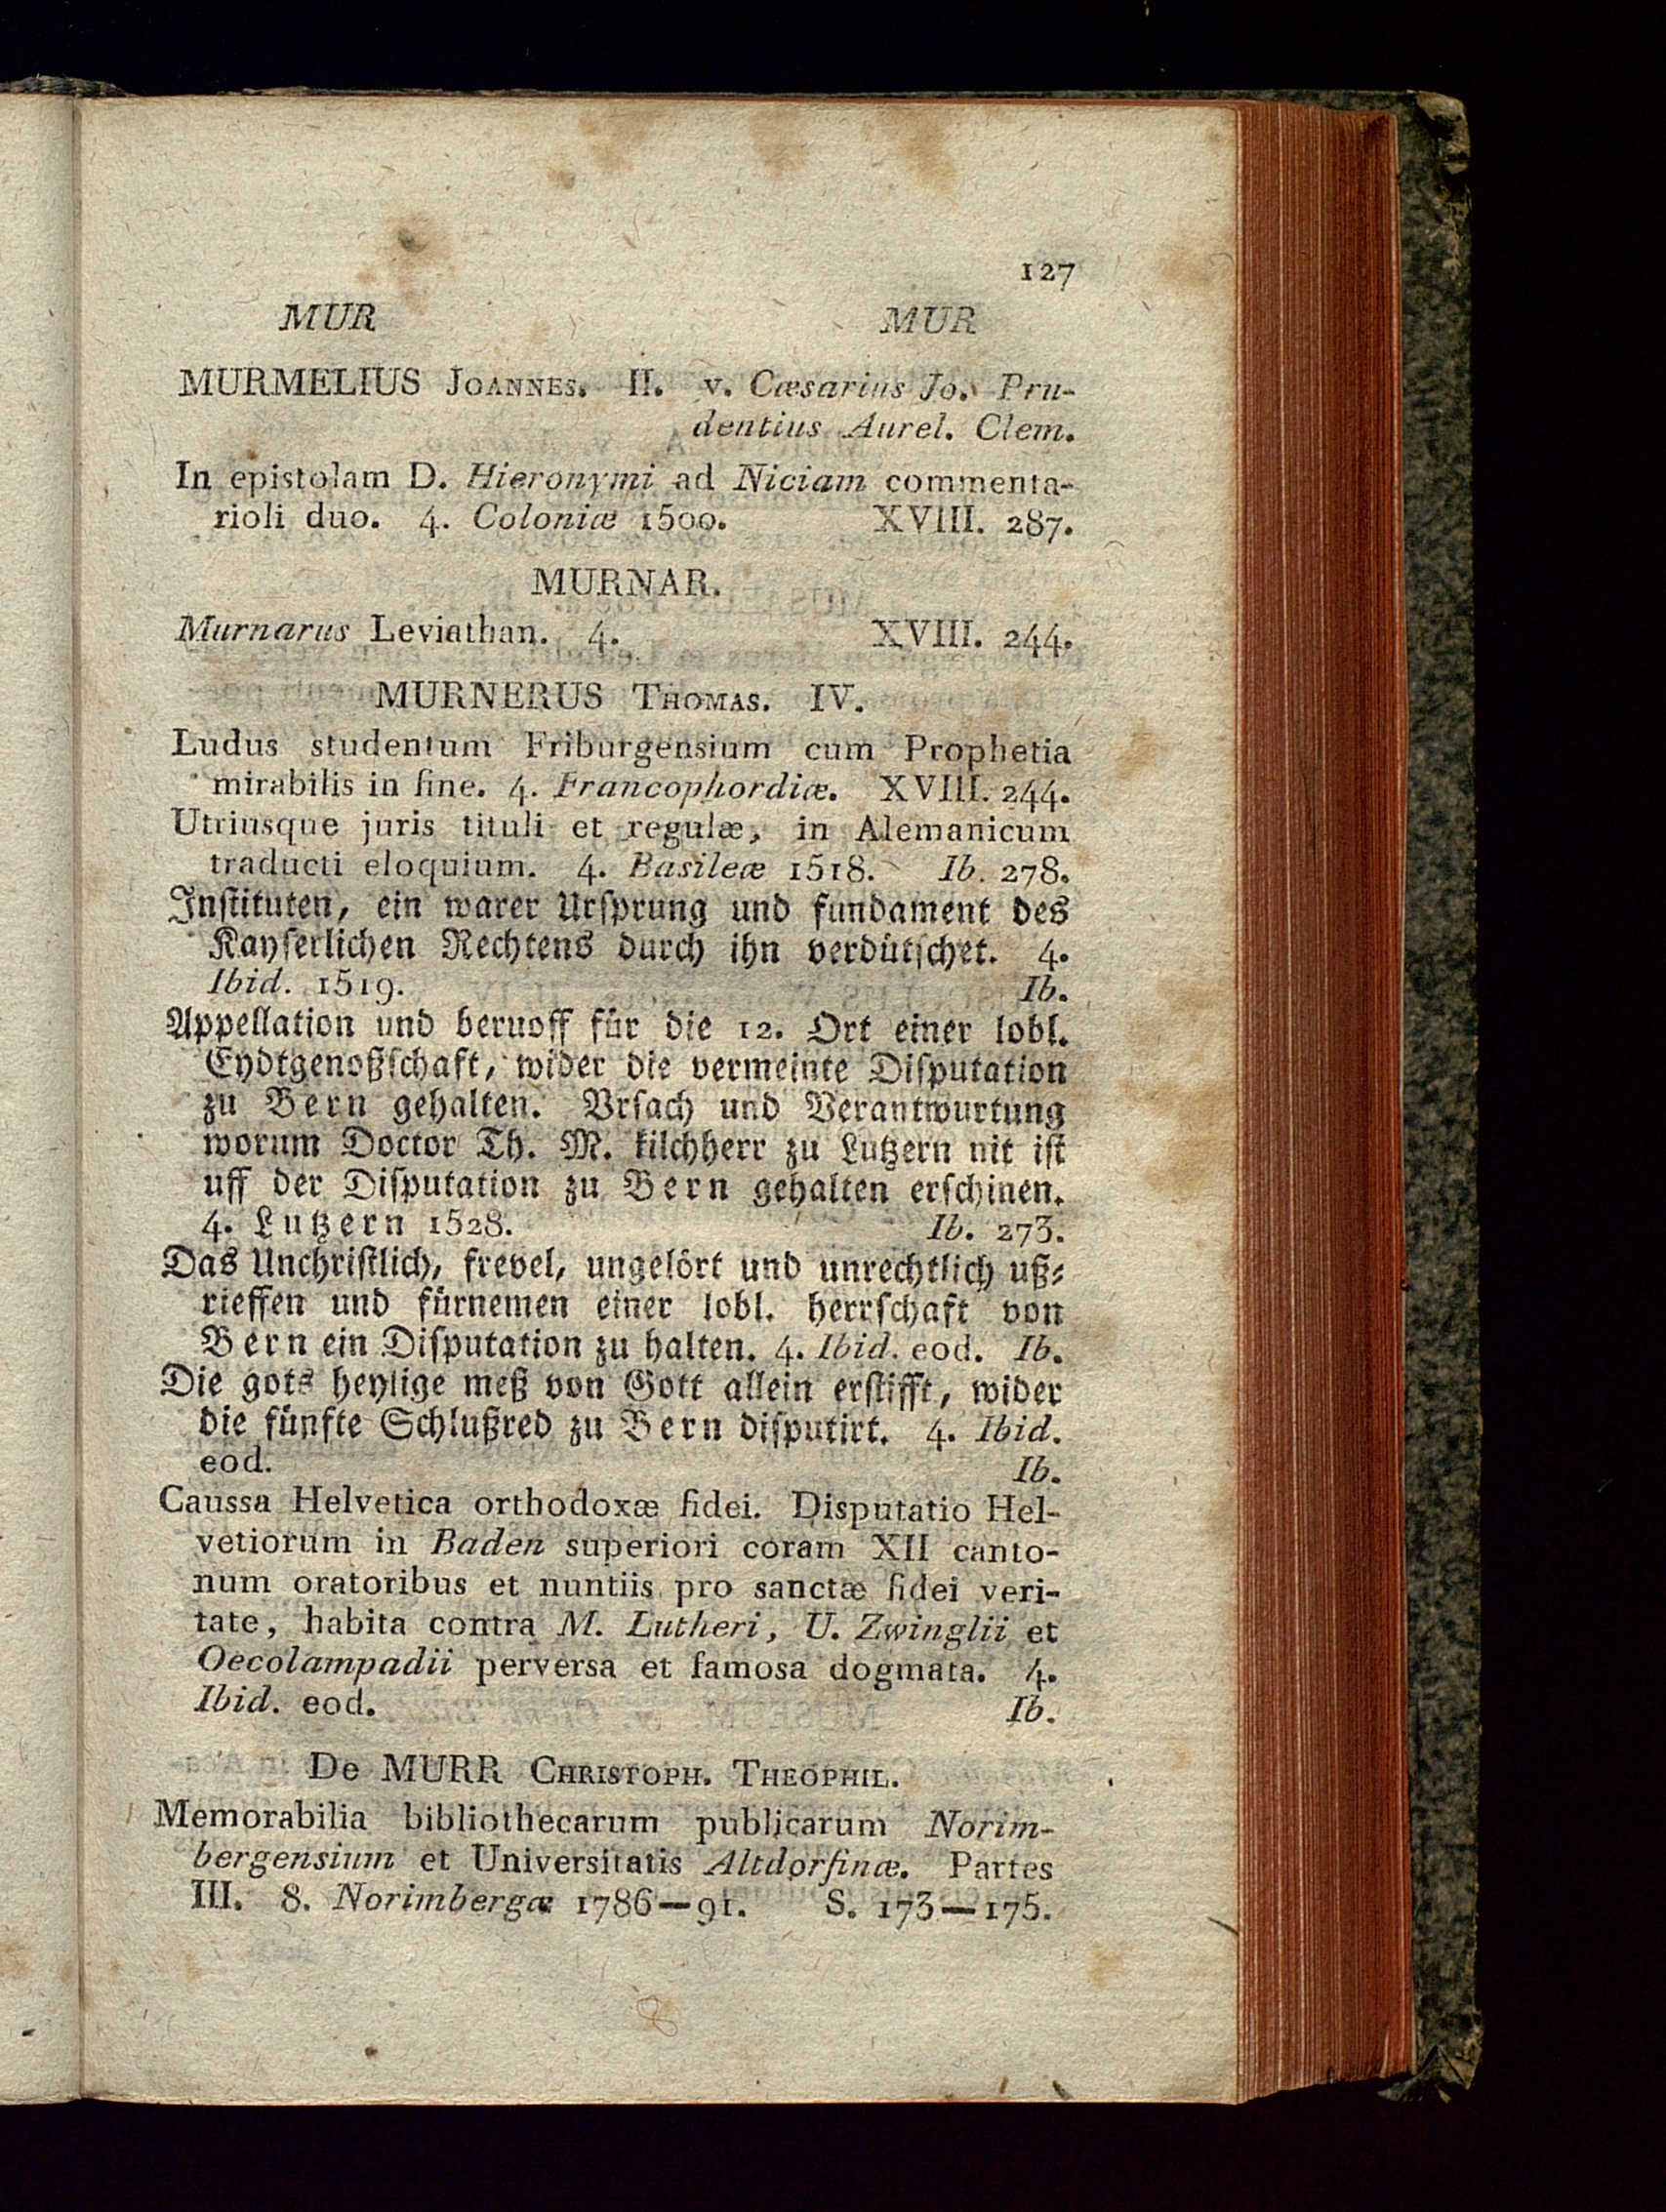 127
MUR MUR
MURMELIUS JOANNES. II. v. Cæsarius Jo. Pru-
dentius Aurel. Clem.
In epistolam D. Hieronymi ad Niciam commenta-
rioli duo. 4. Coloniæ 1500. XVIII. 287.
MURNAR.
Murnarus Leviathan. 4. XVIII. 244.
MURNERUS THOMAS. IV.
Ludus studentum Friburgensium cum Prophetia
mirabilis in fine. 4. Francophordiæ. XVIII. 244.
Utriusque juris tituli et regulæ, in Alemanicum
traducti eloquium. 4. Basileæ 1518. Ib. 278.
Inſtituten, ein warer Urſprung und fundament des
Kayſerlichen Rechtens durch ihn verdütſchet. 4.
Ibid. 1519. Ib.
Appellation und beruoff für die 12. Ort einer lobl.
Eydtgenoßſchaft, wider die vermeinte Diſputation
zu Bern gehalten. Vrſach und Verantwurtung
worum Doctor Th. M. kilchherr zu Lutzern nit iſt
uff der Diſputation zu Bern gehalten erſchinen.
4. Lutzern 1528. Ib. 273.
Das Unchriſtlich, frevel, ungelört und unrechtlich uß⸗
rieffen und fürnemen einer lobl. herrſchaft von
Bern ein Diſputation zu halten. 4. Ibid. eod. Ib.
Die gots heylige meß von Gott allein erſtifft, wider
die fünfte Schlußred zu Bern diſputirt. 4. Ibid.
eod. Ib.
Caussa Helvetica orthodoxæ fidei. Disputatio Hel-
vetiorum in Baden superiori coram XII canto-
num oratoribus et nuntiis pro sanctæ fidei veri-
tate, habita contra M. Lutheri, U. Zwinglii et
Oecolampadii perversa et famosa dogmata. 4.
Ibid. eod. Ib.
De MURR CHRISTOPH. THEOPHIL.
Memorabilia bibliothecarum publicarum Norim-
bergensium et Universitatis Altdorfinæ. Partes
III. 8. Norimbergæ 1786—91. S. 173—175.
8